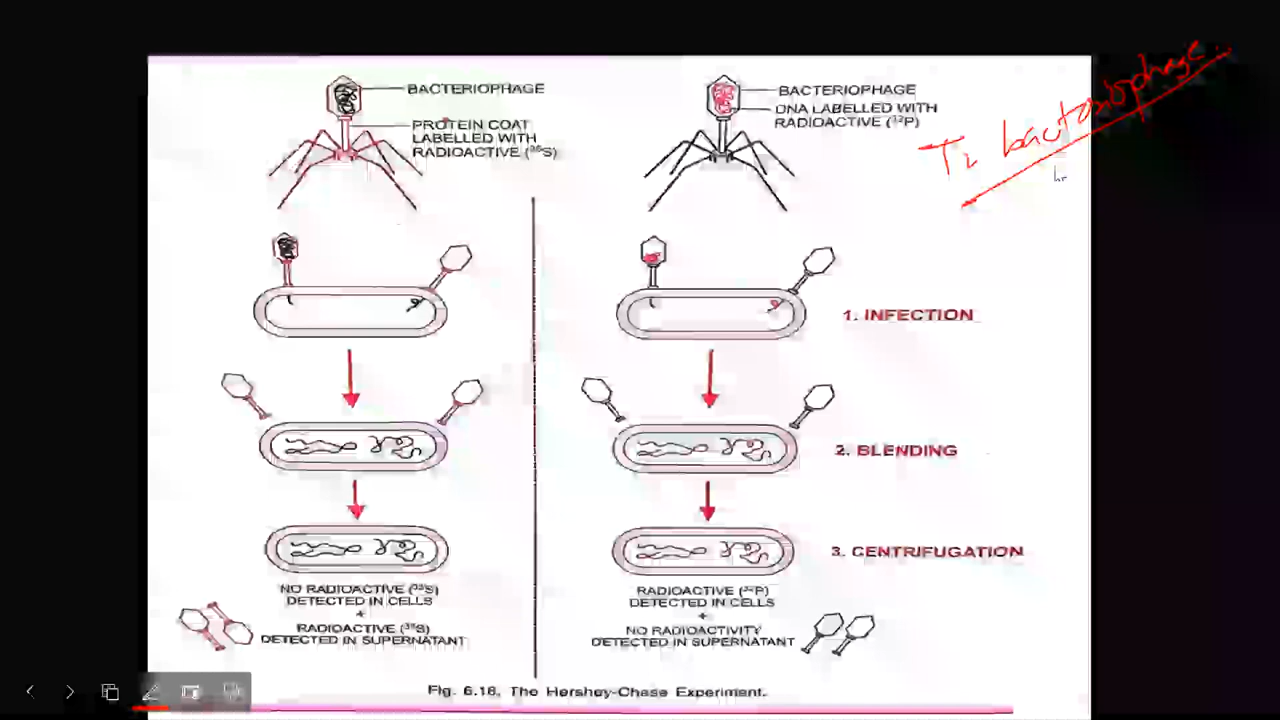 BACTERIOPHAGE
PROTEIN COAT
LABELLED WITH
RADIOACTIVE (³⁵S)
BACTERIOPHAGE
DNA LABELLED WITH
RADIOACTIVE (³²P)
T2 bacteriophage
1. INFECTION
2. BLENDING
3. CENTRIFUGATION
NO RADIOACTIVE (³⁵S)
DETECTED IN CELLS
+
RADIOACTIVE (³⁵S)
DETECTED IN SUPERNATANT
RADIOACTIVE (³²P)
DETECTED IN CELLS
+
NO RADIOACTIVITY
DETECTED IN SUPERNATANT
Fig. 6.16. The Hershey-Chase Experiment.